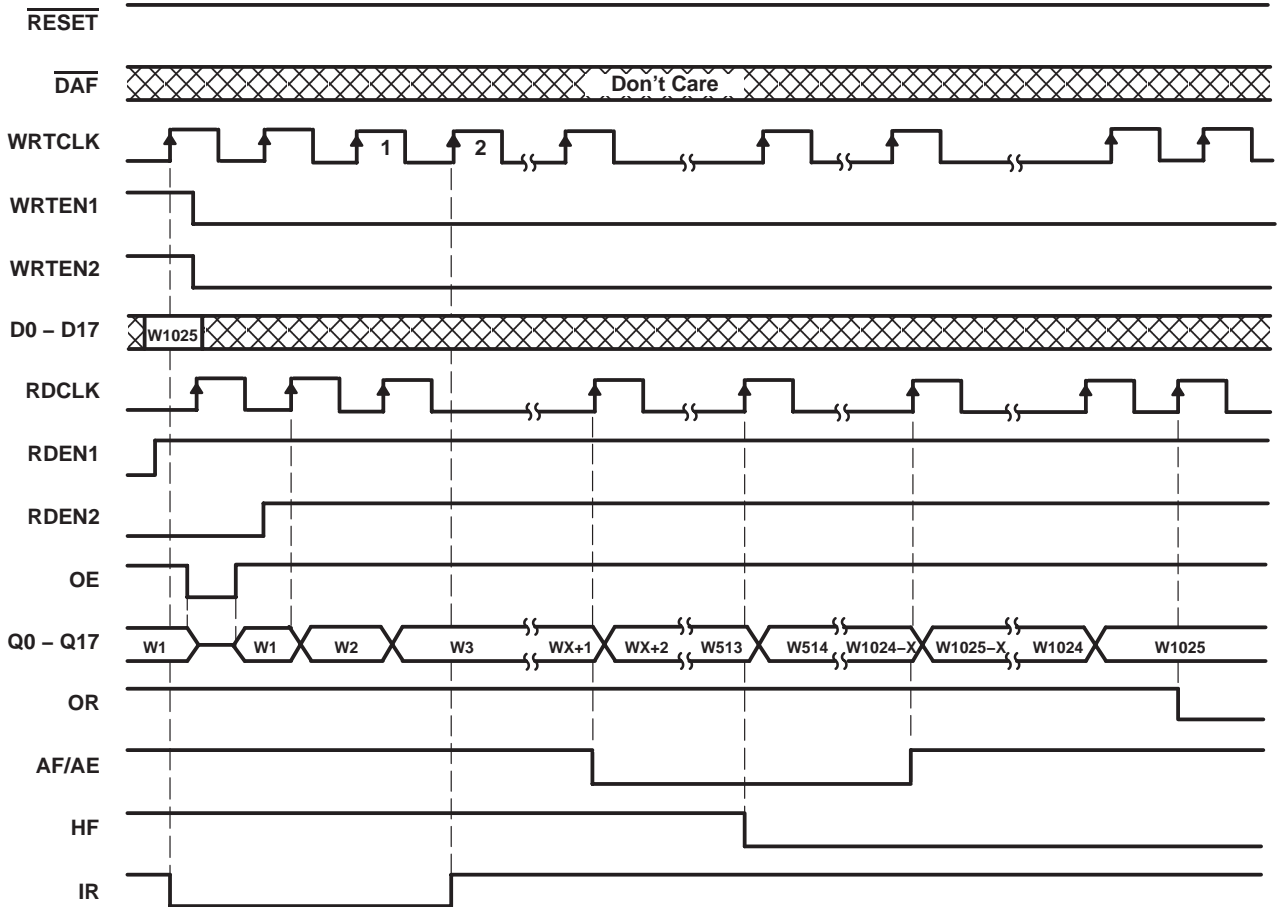 RESET
DAF Don't Care
WRTCLK 1 2
WRTEN1
WRTEN2
D0 – D17 W1025
RDCLK
RDEN1
RDEN2
OE
Q0 – Q17 W1 W1 W2 W3 WX+1 WX+2 W513 W514 W1024–X W1025–X W1024 W1025
OR
AF/AE
HF
IR